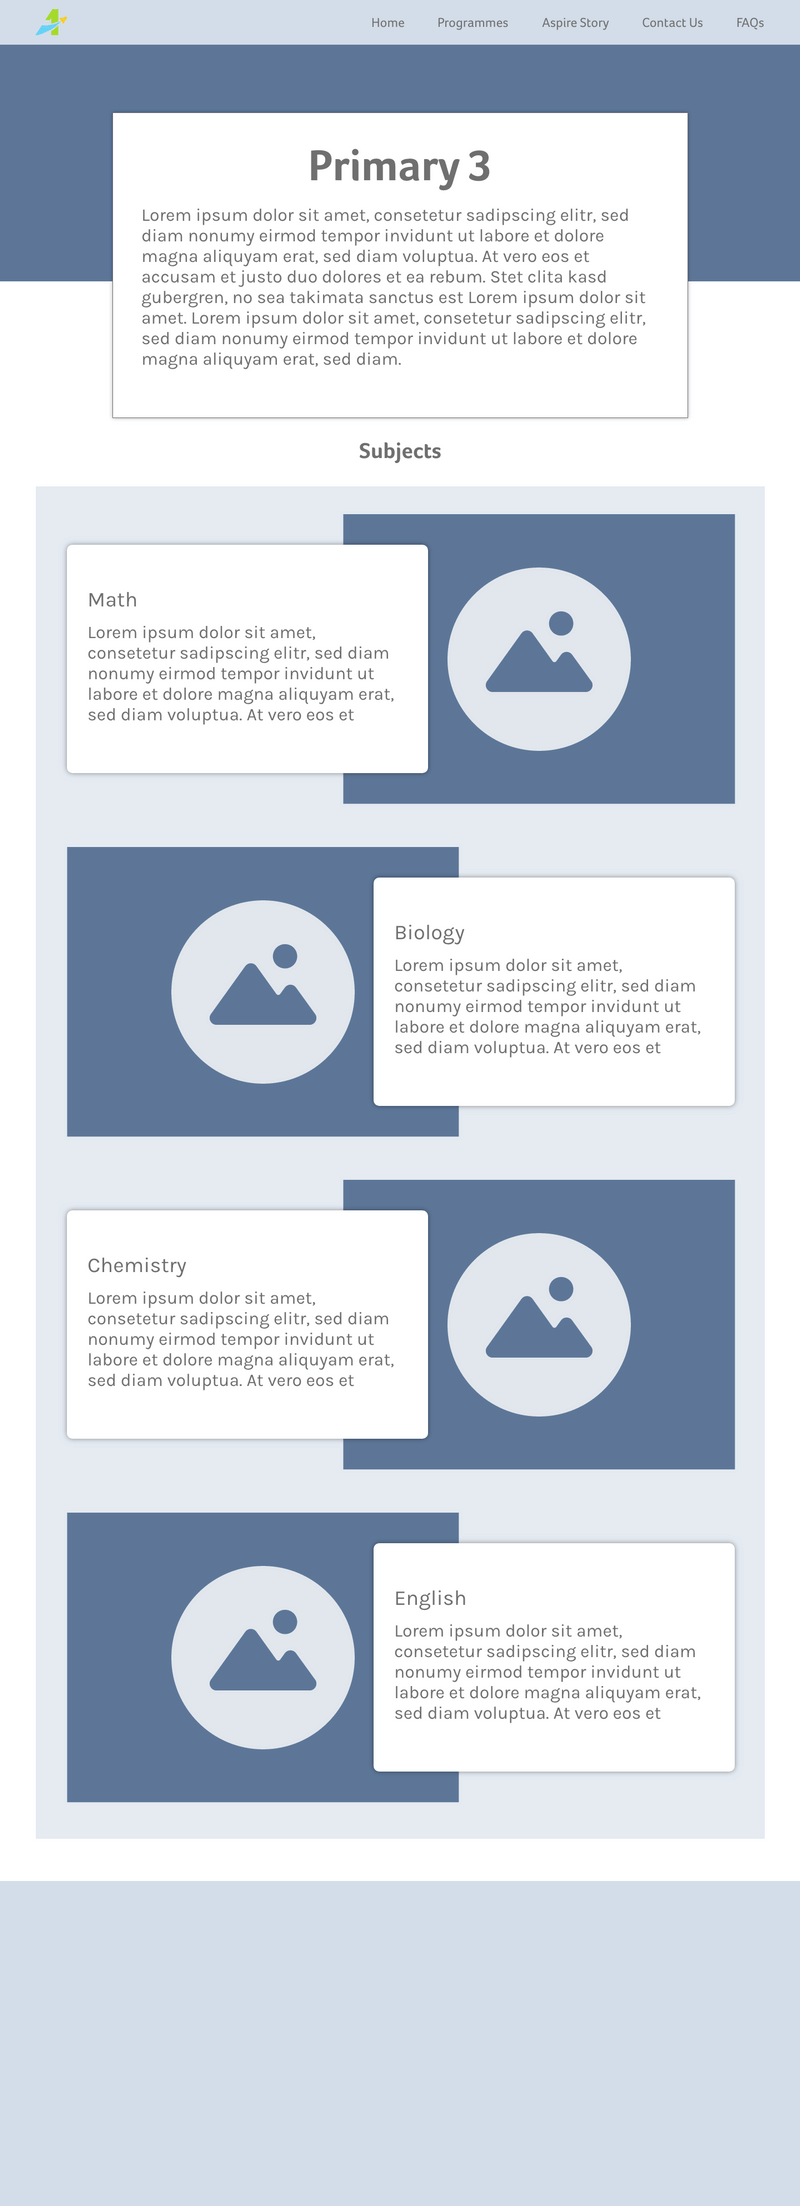 Home Programmes Aspire Story Contact Us FAQs
Primary 3
Lorem ipsum dolor sit amet, consetetur sadipscing elitr, sed
diam nonumy eirmod tempor invidunt ut labore et dolore
magna aliquyam erat, sed diam voluptua. At vero eos et
accusam et justo duo dolores et ea rebum. Stet clita kasd
gubergren, no sea takimata sanctus est Lorem ipsum dolor sit
amet. Lorem ipsum dolor sit amet, consetetur sadipscing elitr,
sed diam nonumy eirmod tempor invidunt ut labore et dolore
magna aliquyam erat, sed diam.
Subjects
Math
Lorem ipsum dolor sit amet,
consetetur sadipscing elitr, sed diam
nonumy eirmod tempor invidunt ut
labore et dolore magna aliquyam erat,
sed diam voluptua. At vero eos et
Biology
Lorem ipsum dolor sit amet,
consetetur sadipscing elitr, sed diam
nonumy eirmod tempor invidunt ut
labore et dolore magna aliquyam erat,
sed diam voluptua. At vero eos et
Chemistry
Lorem ipsum dolor sit amet,
consetetur sadipscing elitr, sed diam
nonumy eirmod tempor invidunt ut
labore et dolore magna aliquyam erat,
sed diam voluptua. At vero eos et
English
Lorem ipsum dolor sit amet,
consetetur sadipscing elitr, sed diam
nonumy eirmod tempor invidunt ut
labore et dolore magna aliquyam erat,
sed diam voluptua. At vero eos et